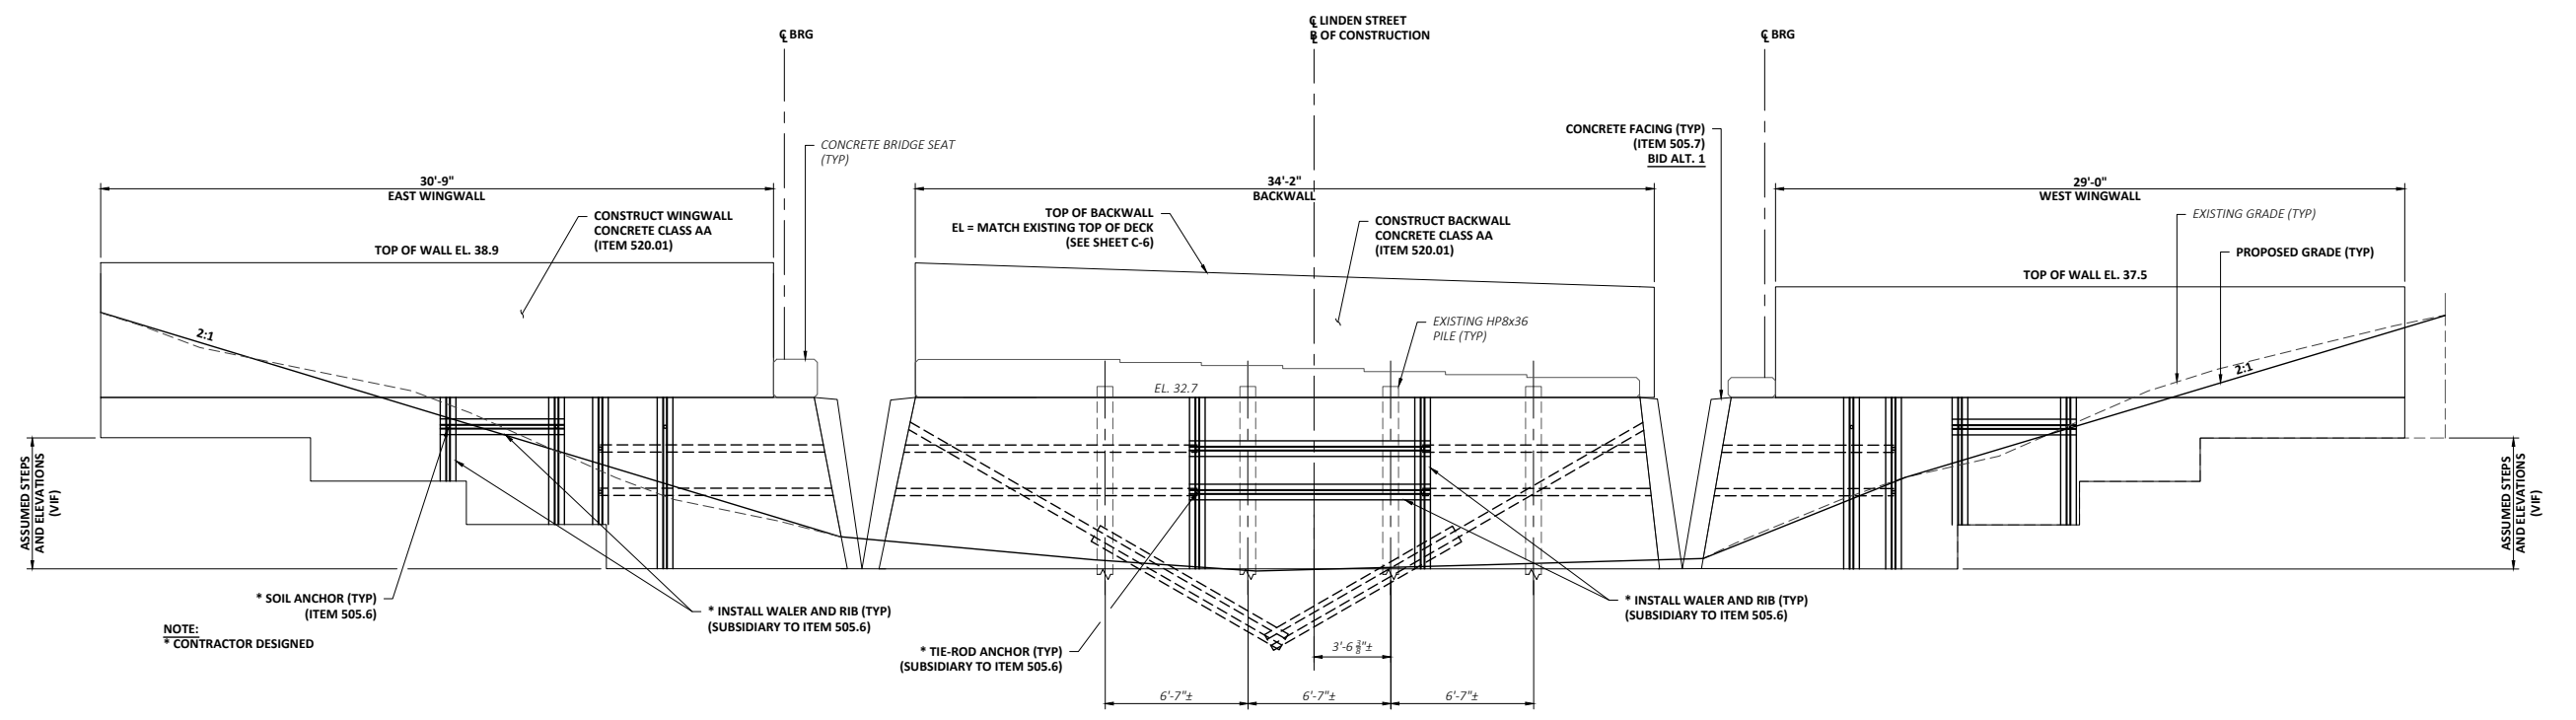 ℄ LINDEN STREET
℄ BRG
B OF CONSTRUCTION
℄ BRG
CONCRETE BRIDGE SEAT
(TYP)
CONCRETE FACING (TYP)
(ITEM 505.7)
BID ALT. 1
30'-9"
EAST WINGWALL
34'-2"
BACKWALL
29'-0"
WEST WINGWALL
CONSTRUCT WINGWALL
CONCRETE CLASS AA
(ITEM 520.01)
TOP OF BACKWALL
EL = MATCH EXISTING TOP OF DECK
(SEE SHEET C-6)
CONSTRUCT BACKWALL
CONCRETE CLASS AA
(ITEM 520.01)
EXISTING GRADE (TYP)
PROPOSED GRADE (TYP)
TOP OF WALL EL. 38.9
TOP OF WALL EL. 37.5
2:1
EXISTING HP8x36
PILE (TYP)
2:1
EL. 32.7
ASSUMED STEPS
AND ELEVATIONS
(VIF)
ASSUMED STEPS
AND ELEVATIONS
(VIF)
* SOIL ANCHOR (TYP)
(ITEM 505.6)
* INSTALL WALER AND RIB (TYP)
(SUBSIDIARY TO ITEM 505.6)
* INSTALL WALER AND RIB (TYP)
(SUBSIDIARY TO ITEM 505.6)
NOTE:
* CONTRACTOR DESIGNED
* TIE-ROD ANCHOR (TYP)
(SUBSIDIARY TO ITEM 505.6)
3'-6 3/8"±
6'-7"±
6'-7"±
6'-7"±